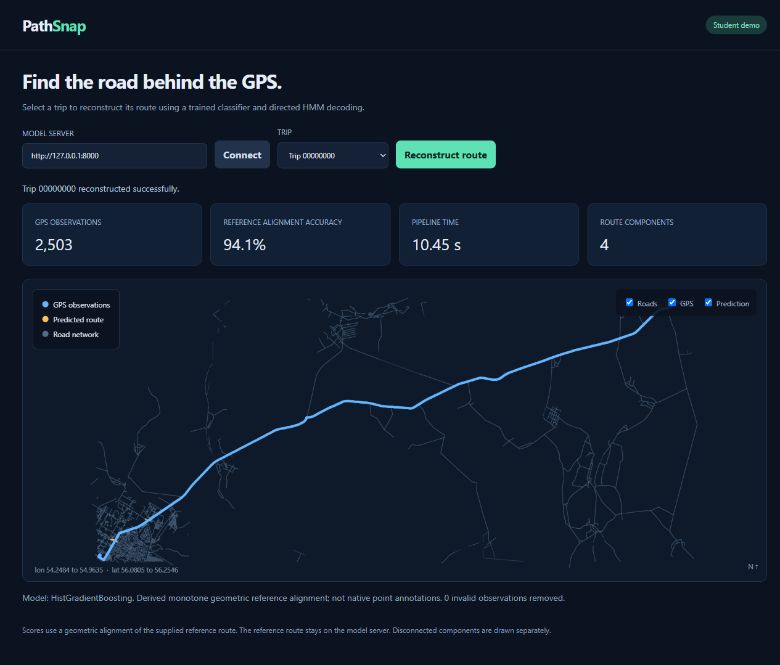 PathSnap
Student demo
Find the road behind the GPS.
Select a trip to reconstruct its route using a trained classifier and directed HMM decoding.
MODEL SERVER
TRIP
http://127.0.0.1:8000
Connect
Trip 00000000
Reconstruct route
Trip 00000000 reconstructed successfully.
GPS OBSERVATIONS
2,503
REFERENCE ALIGNMENT ACCURACY
94.1%
PIPELINE TIME
10.45 s
ROUTE COMPONENTS
4
GPS observations
Predicted route
Road network
Roads
GPS
Prediction
lon 54.2484 to 54.9635 · lat 56.0805 to 56.2546
N ↑
Model: HistGradientBoosting. Derived monotone geometric reference alignment; not native point annotations. 0 invalid observations removed.
Scores use a geometric alignment of the supplied reference route. The reference route stays on the model server. Disconnected components are drawn separately.